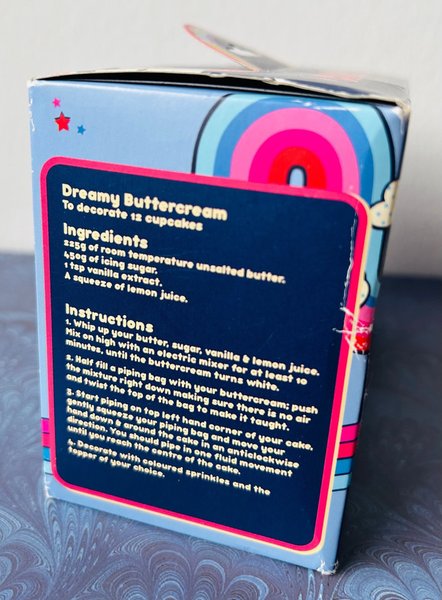 Dreamy Buttercream
To decorate 12 cupcakes
Ingredients
225g of room temperature unsalted butter.
450g of icing sugar.
1 tsp vanilla extract.
A squeeze of lemon juice.
Instructions
1. Whip up your butter, sugar, vanilla & lemon juice.
Mix on high with an electric mixer for at least 10
minutes, until the buttercream turns white.
2. Half fill a piping bag with your buttercream; push
the mixture right down making sure there is no air
and twist the top of the bag to make it taught.
3. Start piping on top left hand corner of your cake,
gently squeeze your piping bag and move your
hand down & around the cake in an anticlockwise
direction. You should pipe in one fluid movement
until you reach the centre of the cake.
4. Decorate with coloured sprinkles and the
topper of your choice.